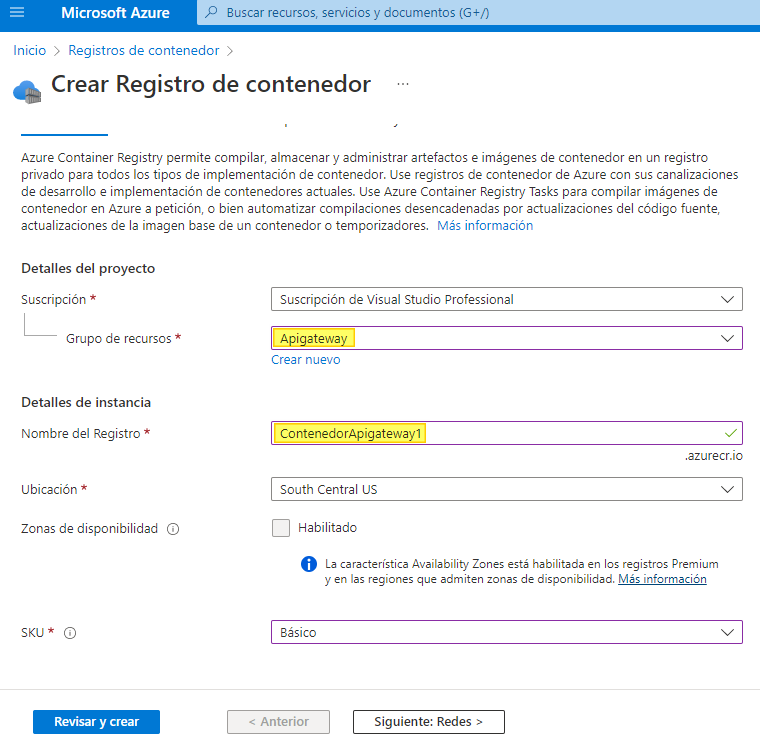 Microsoft Azure
Buscar recursos, servicios y documentos (G+/)
Inicio > Registros de contenedor >
Crear Registro de contenedor ...
Azure Container Registry permite compilar, almacenar y administrar artefactos e imágenes de contenedor en un registro
privado para todos los tipos de implementación de contenedor. Use registros de contenedor de Azure con sus canalizaciones
de desarrollo e implementación de contenedores actuales. Use Azure Container Registry Tasks para compilar imágenes de
contenedor en Azure a petición, o bien automatizar compilaciones desencadenadas por actualizaciones del código fuente,
actualizaciones de la imagen base de un contenedor o temporizadores. Más información
Detalles del proyecto
Suscripción * Suscripción de Visual Studio Professional
Grupo de recursos * Apigateway
Crear nuevo
Detalles de instancia
Nombre del Registro * ContenedorApigateway1
.azurecr.io
Ubicación * South Central US
Zonas de disponibilidad Habilitado
La característica Availability Zones está habilitada en los registros Premium
y en las regiones que admiten zonas de disponibilidad. Más información
SKU * Básico
Revisar y crear < Anterior Siguiente: Redes >